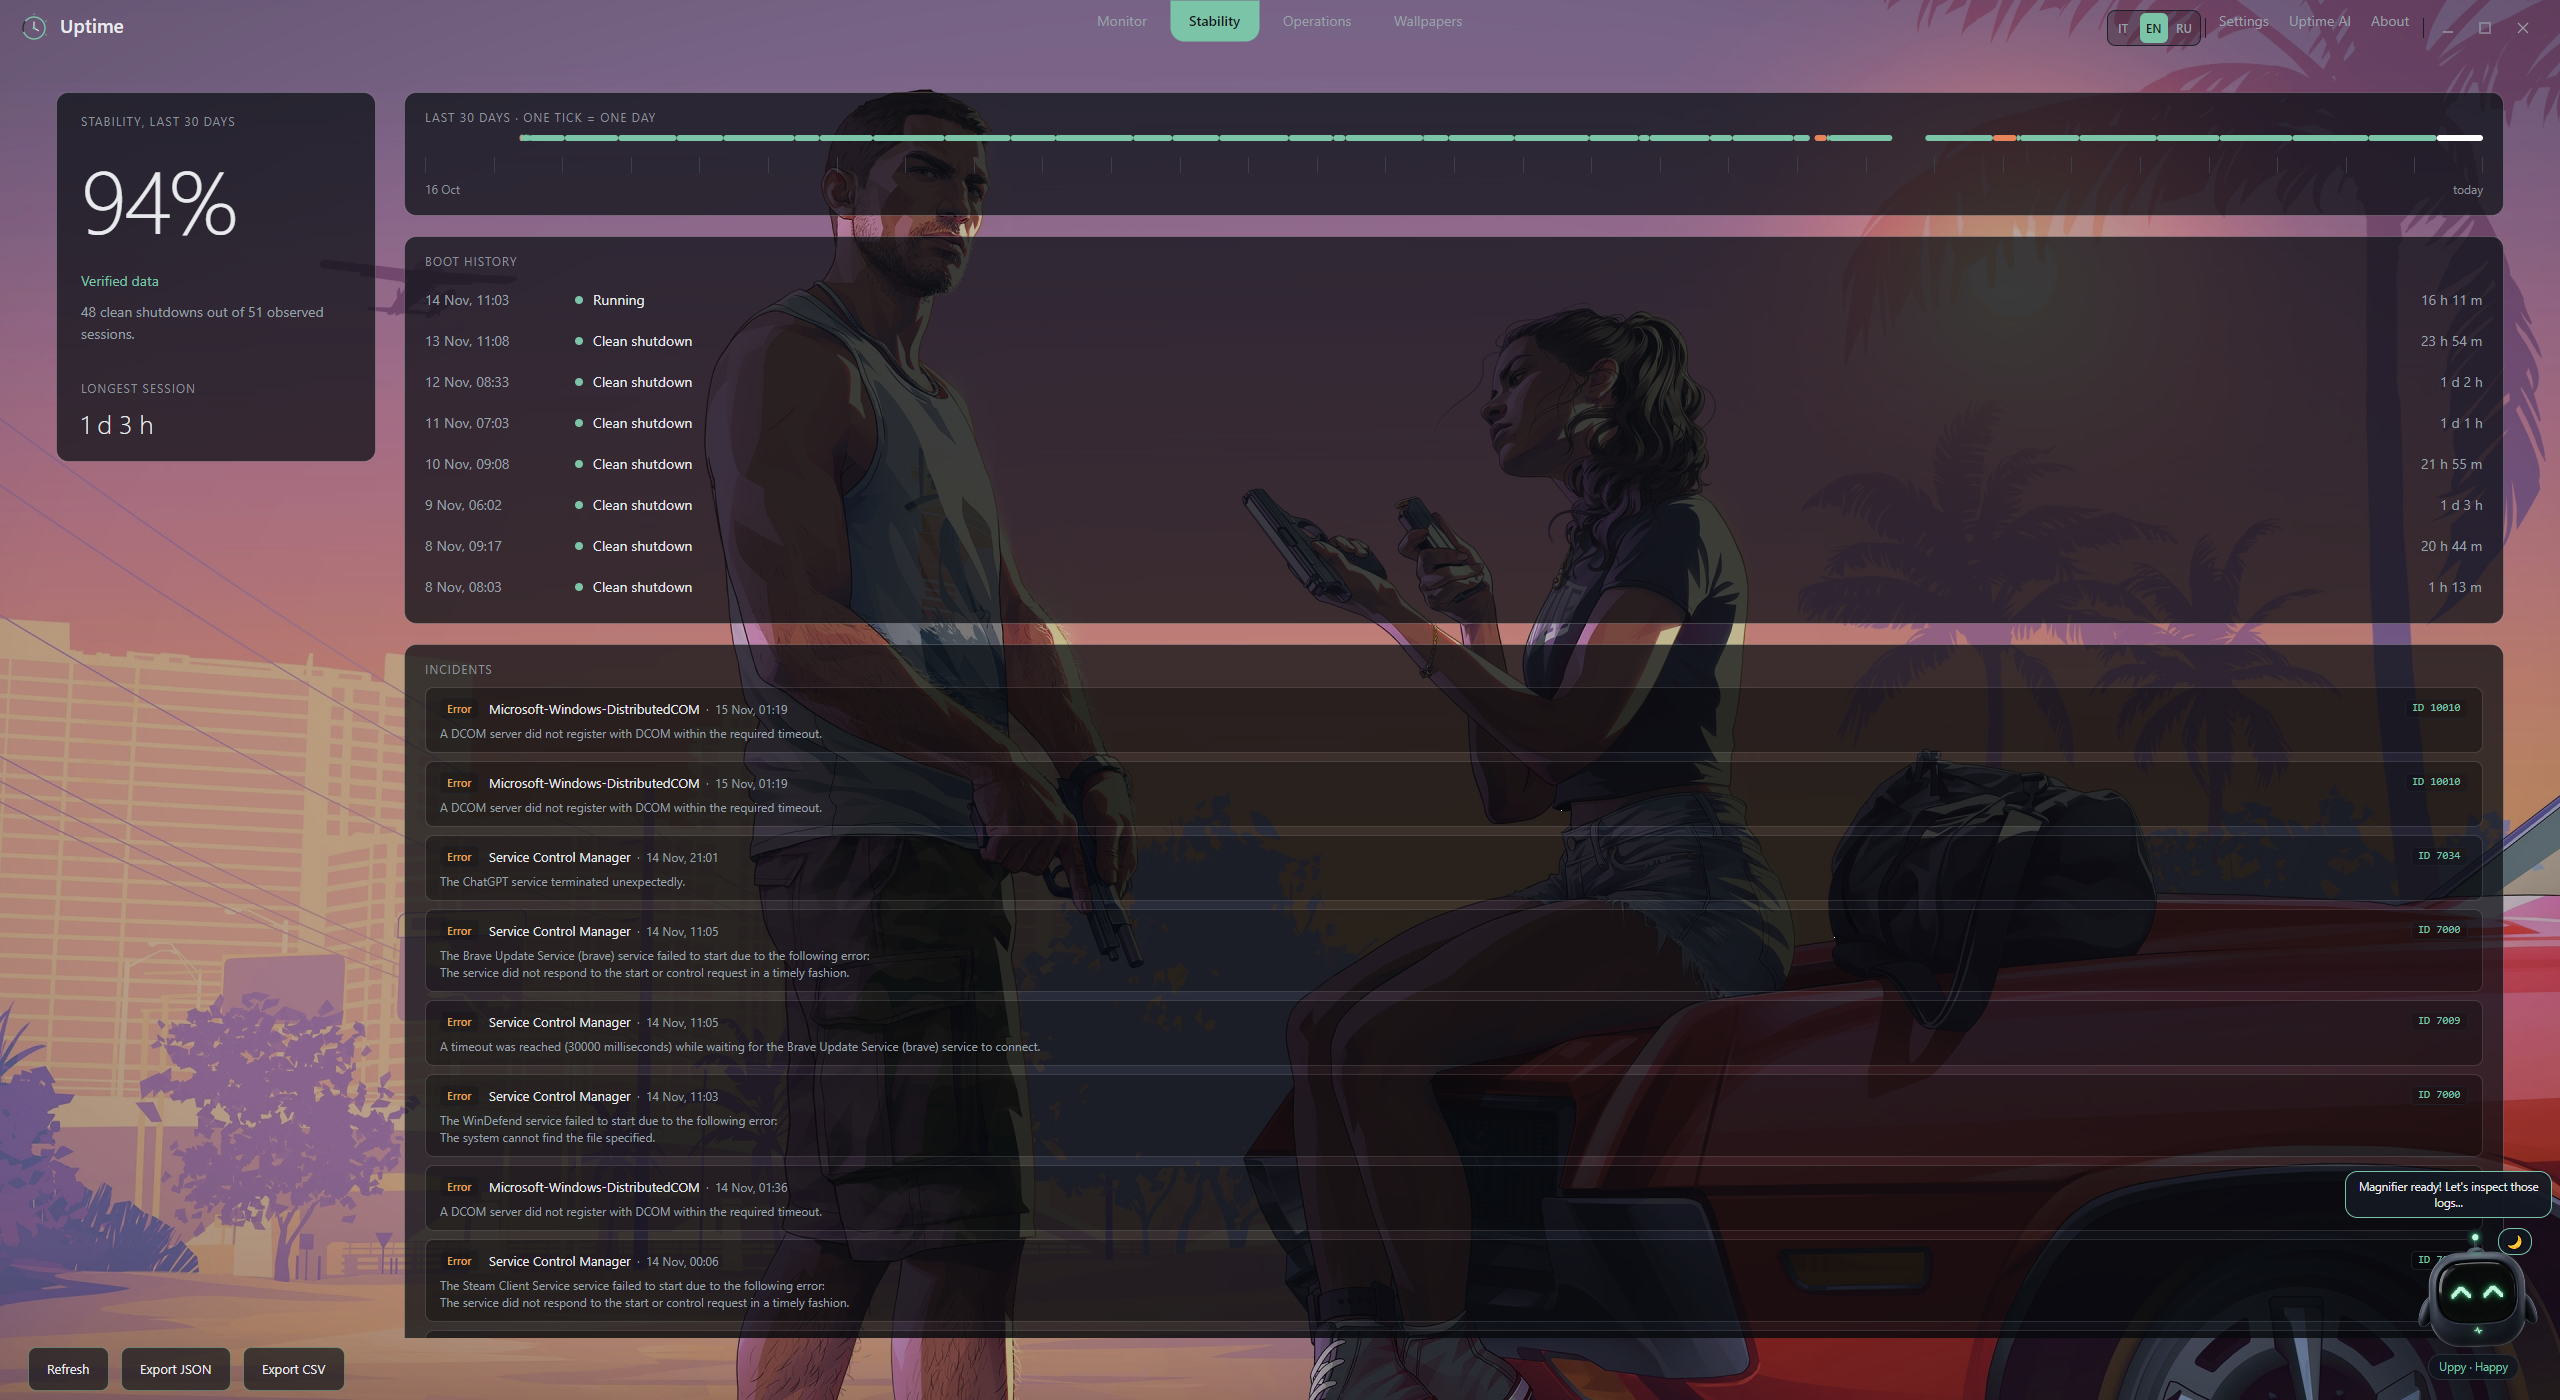 Uptime
Monitor
Stability
Operations
Wallpapers
IT EN RU
Settings
Uptime AI
About
STABILITY, LAST 30 DAYS
94%
Verified data
48 clean shutdowns out of 51 observed
sessions.
LONGEST SESSION
1 d 3 h
LAST 30 DAYS · ONE TICK = ONE DAY
16 Oct
today
BOOT HISTORY
14 Nov, 11:03 Running 16 h 11 m
13 Nov, 11:08 Clean shutdown 23 h 54 m
12 Nov, 08:33 Clean shutdown 1 d 2 h
11 Nov, 07:03 Clean shutdown 1 d 1 h
10 Nov, 09:08 Clean shutdown 21 h 55 m
9 Nov, 06:02 Clean shutdown 1 d 3 h
8 Nov, 09:17 Clean shutdown 20 h 44 m
8 Nov, 08:03 Clean shutdown 1 h 13 m
INCIDENTS
Error Microsoft-Windows-DistributedCOM · 15 Nov, 01:19 ID 10010
A DCOM server did not register with DCOM within the required timeout.
Error Microsoft-Windows-DistributedCOM · 15 Nov, 01:19 ID 10010
A DCOM server did not register with DCOM within the required timeout.
Error Service Control Manager · 14 Nov, 21:01 ID 7034
The ChatGPT service terminated unexpectedly.
Error Service Control Manager · 14 Nov, 11:05 ID 7000
The Brave Update Service (brave) service failed to start due to the following error:
The service did not respond to the start or control request in a timely fashion.
Error Service Control Manager · 14 Nov, 11:05 ID 7009
A timeout was reached (30000 milliseconds) while waiting for the Brave Update Service (brave) service to connect.
Error Service Control Manager · 14 Nov, 11:03 ID 7000
The WinDefend service failed to start due to the following error:
The system cannot find the file specified.
Error Microsoft-Windows-DistributedCOM · 14 Nov, 01:36
A DCOM server did not register with DCOM within the required timeout.
Error Service Control Manager · 14 Nov, 00:06 ID
The Steam Client Service service failed to start due to the following error:
The service did not respond to the start or control request in a timely fashion.
Magnifier ready! Let's inspect those
logs...
Uppy · Happy
Refresh
Export JSON
Export CSV